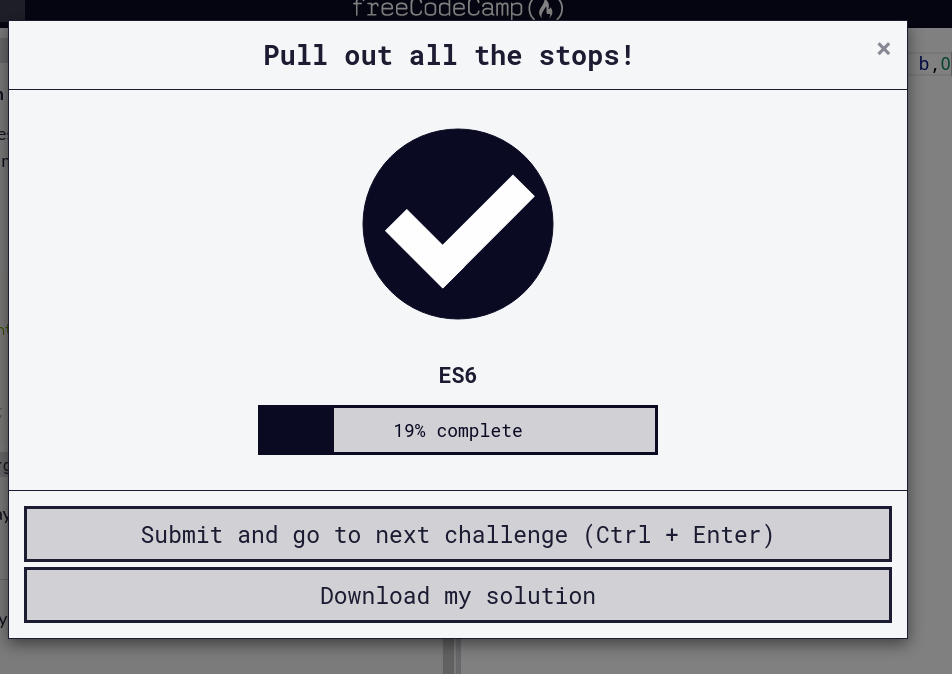 freeCodeCamp(🔥)
Pull out all the stops!
×
b,0
ES6
19% complete
Submit and go to next challenge (Ctrl + Enter)
Download my solution